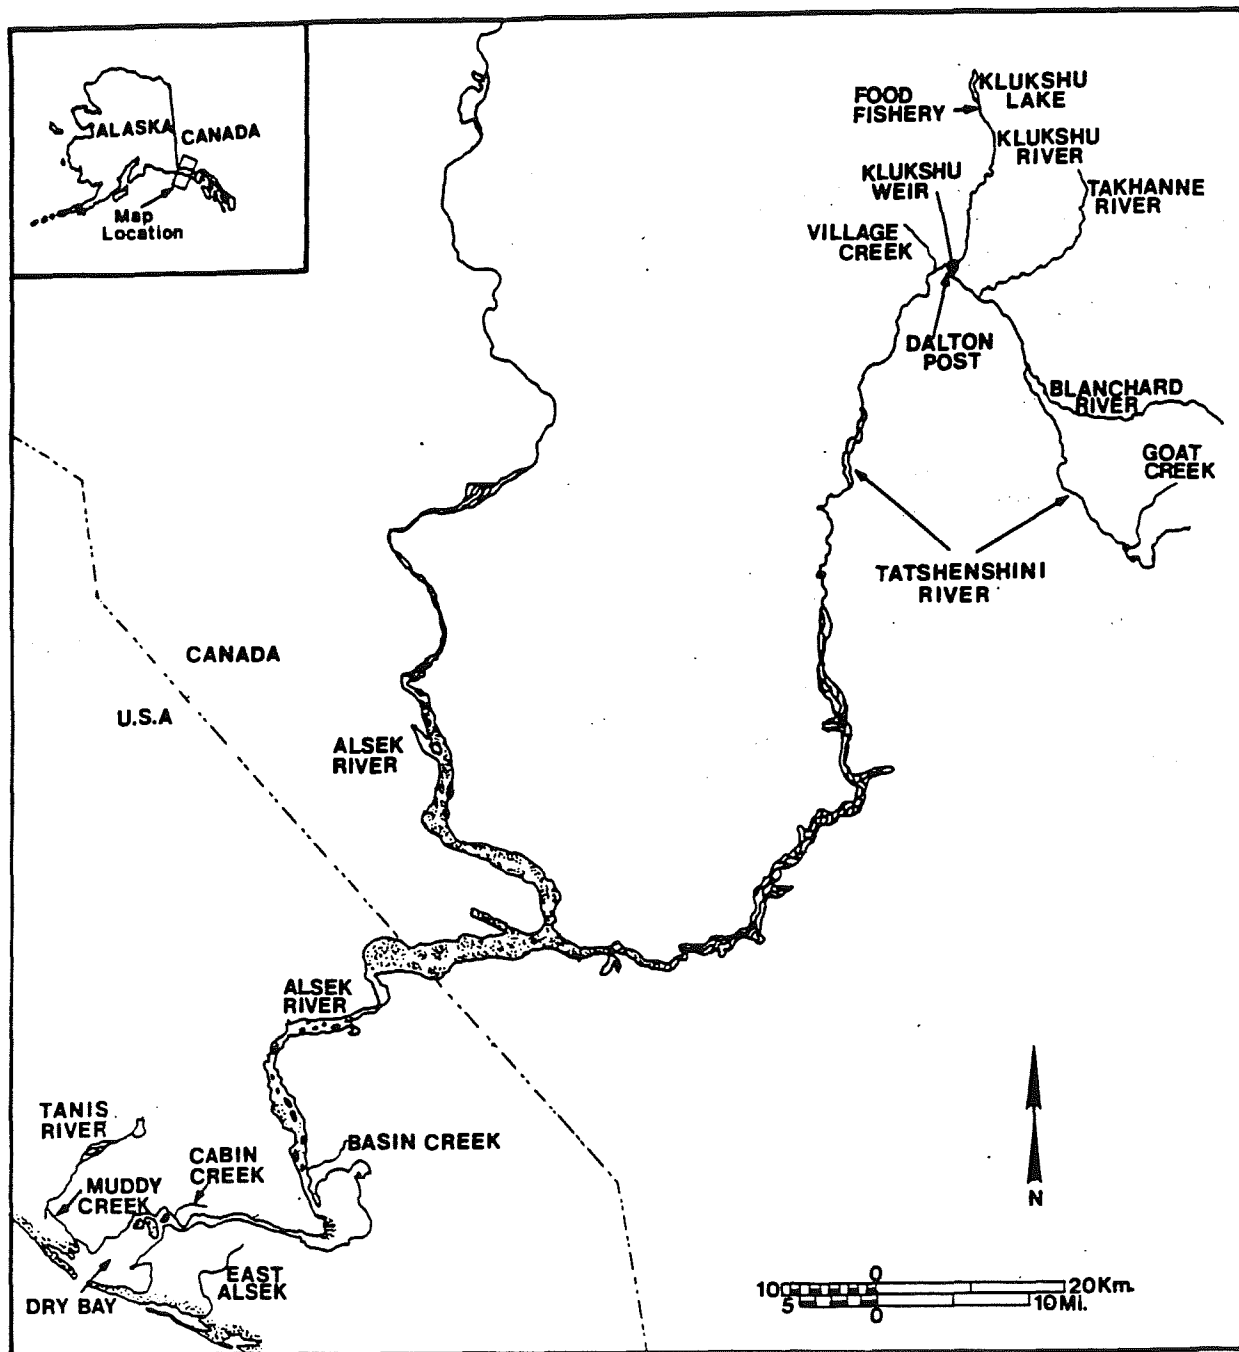 ALASKA
CANADA
Map
Location
FOOD
FISHERY
KLUKSHU
LAKE
KLUKSHU
RIVER
KLUKSHU
WEIR
TAKHANNE
RIVER
VILLAGE
CREEK
DALTON
POST
BLANCHARD
RIVER
GOAT
CREEK
TATSHENSHINI
RIVER
CANADA
U.S.A
ALSEK
RIVER
ALSEK
RIVER
TANIS
RIVER
BASIN CREEK
CABIN
CREEK
MUDDY
CREEK
EAST
ALSEK
DRY BAY
N
0
10 20Km.
5 10Mi.
0